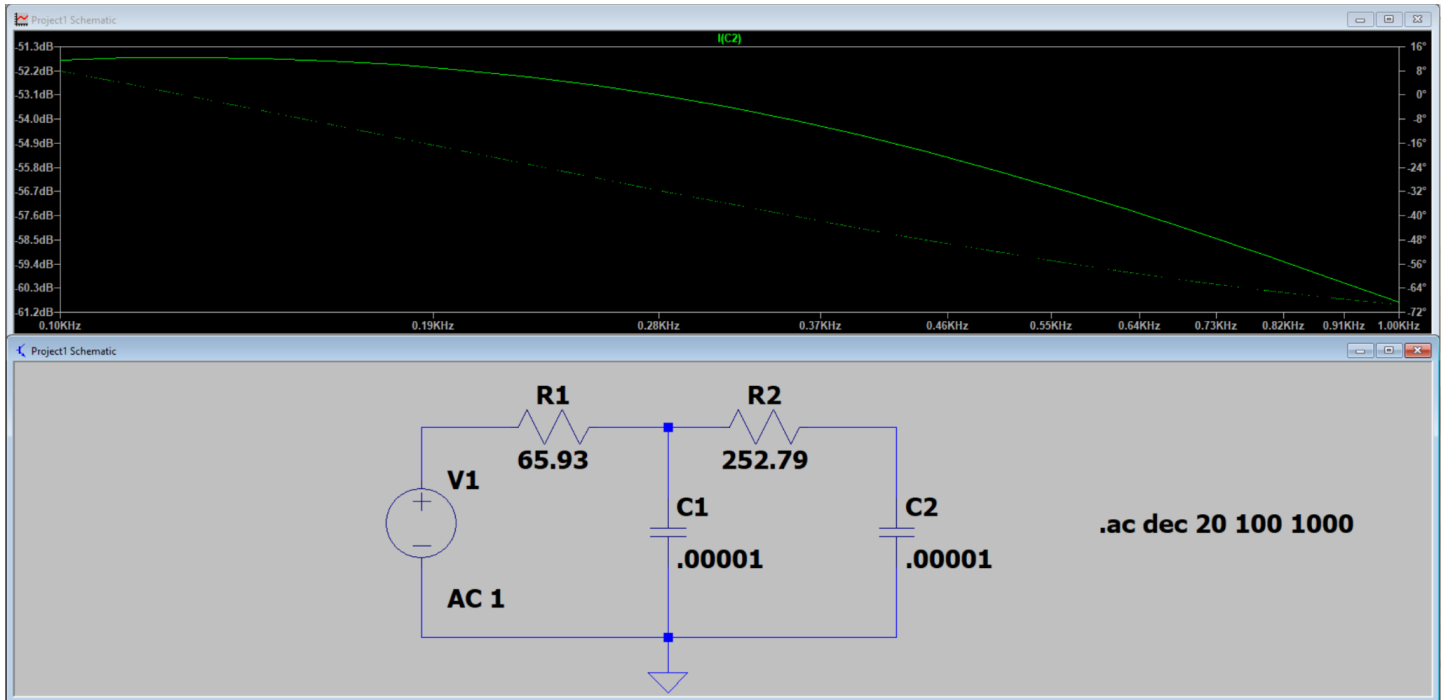 Project1 Schematic
I(C2)
-51.3dB
-52.2dB
-53.1dB
-54.0dB
-54.9dB
-55.8dB
-56.7dB
-57.6dB
-58.5dB
-59.4dB
-60.3dB
-61.2dB
16°
8°
0°
-8°
-16°
-24°
-32°
-40°
-48°
-56°
-64°
-72°
0.10KHz 0.19KHz 0.28KHz 0.37KHz 0.46KHz 0.55KHz 0.64KHz 0.73KHz 0.82KHz 0.91KHz 1.00KHz
Project1 Schematic
R1
65.93
R2
252.79
V1
AC 1
C1
.00001
C2
.00001
.ac dec 20 100 1000